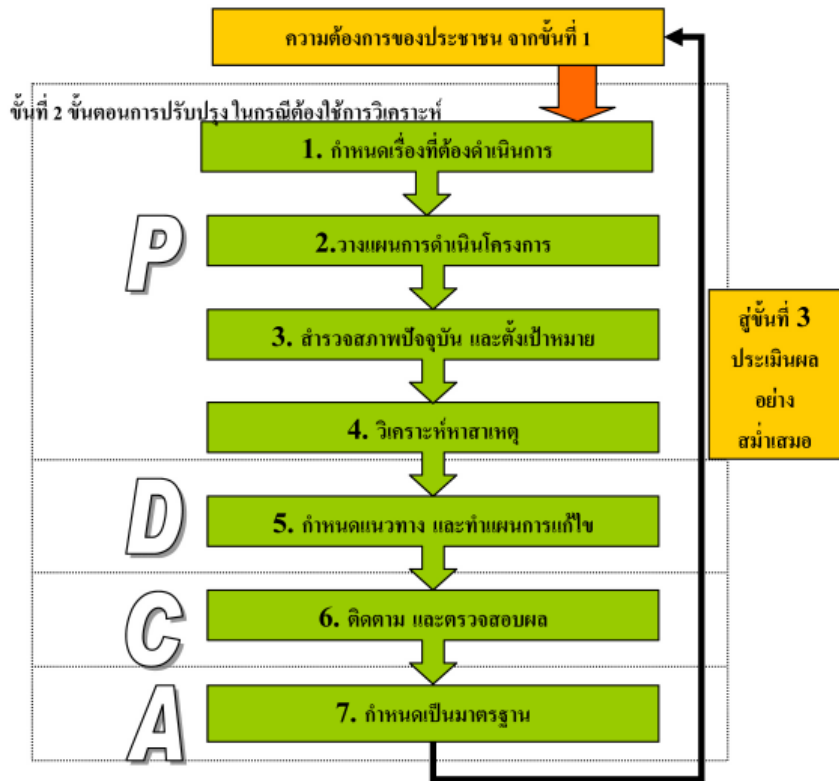 ความต้องการของประชาชน จากขั้นที่ 1
ขั้นที่ 2 ขั้นตอนการปรับปรุง ในกรณีต้องใช้การวิเคราะห์
1. กำหนดเรื่องที่ต้องดำเนินการ
P
2.วางแผนการดำเนินโครงการ
3. สำรวจสภาพปัจจุบัน และตั้งเป้าหมาย
สู่ขั้นที่ 3
ประเมินผล
อย่าง
สม่ำเสมอ
4. วิเคราะห์หาสาเหตุ
D
5. กำหนดแนวทาง และทำแผนการแก้ไข
C
6. ติดตาม และตรวจสอบผล
A
7. กำหนดเป็นมาตรฐาน